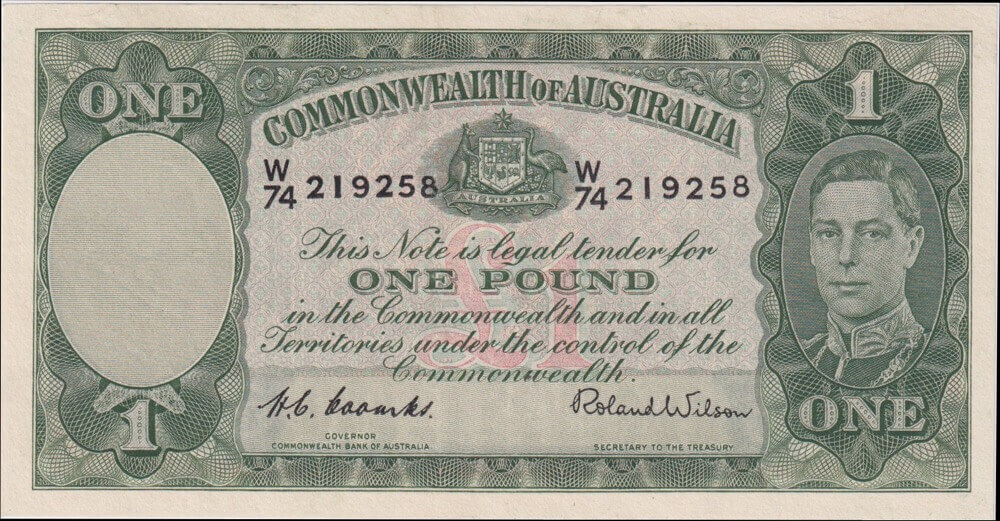 ONE
1
COMMONWEALTH OF AUSTRALIA
W/74 219258
W/74 219258
AUSTRALIA
£1
This Note is legal tender for
ONE POUND
in the Commonwealth and in all
Territories under the control of the
Commonwealth.
H.C. Coombs.
Roland Wilson
GOVERNOR
COMMONWEALTH BANK OF AUSTRALIA.
SECRETARY TO THE TREASURY
1
ONE